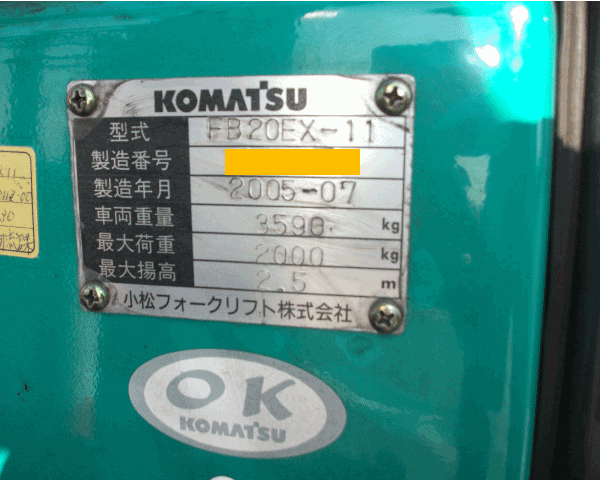 KOMATSU
型式 FB20EX-11
製造番号
製造年月 2005-07
車両重量 3590 kg
最大荷重 2000 kg
最大揚高 2.5 m
小松フォークリフト株式会社
OK
KOMATSU